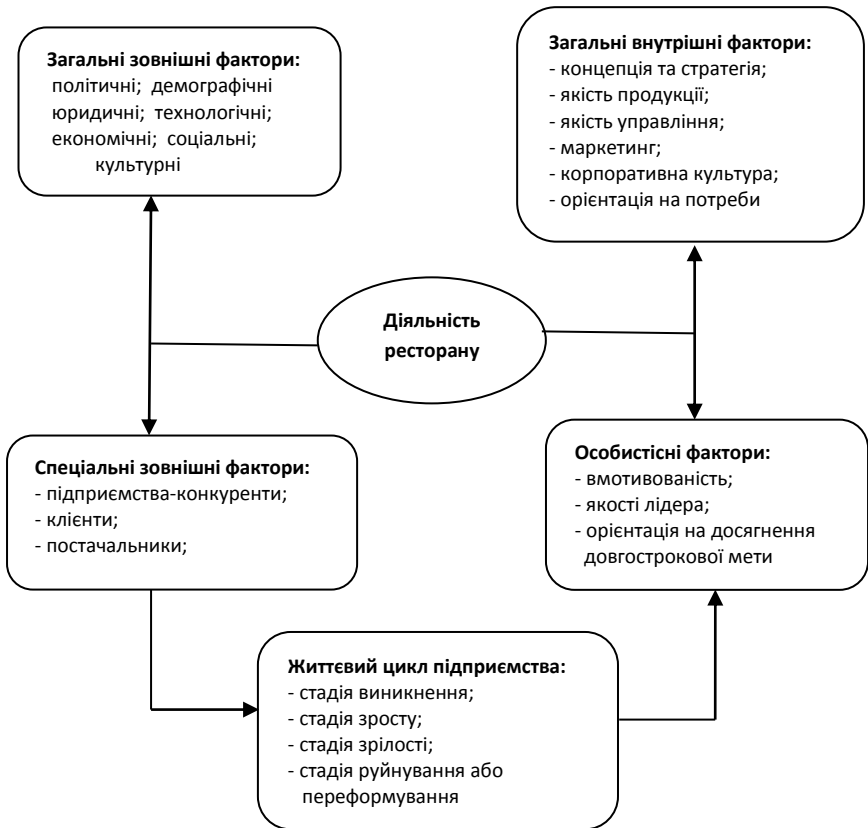 Загальні зовнішні фактори:
політичні; демографічні
юридичні; технологічні;
економічні; соціальні;
культурні
Загальні внутрішні фактори:
- концепція та стратегія;
- якість продукції;
- якість управління;
- маркетинг;
- корпоративна культура;
- орієнтація на потреби
Діяльність
ресторану
Спеціальні зовнішні фактори:
- підприємства-конкуренти;
- клієнти;
- постачальники;
Особистісні фактори:
- вмотивованість;
- якості лідера;
- орієнтація на досягнення
довгострокової мети
Життєвий цикл підприємства:
- стадія виникнення;
- стадія зросту;
- стадія зрілості;
- стадія руйнування або
переформування